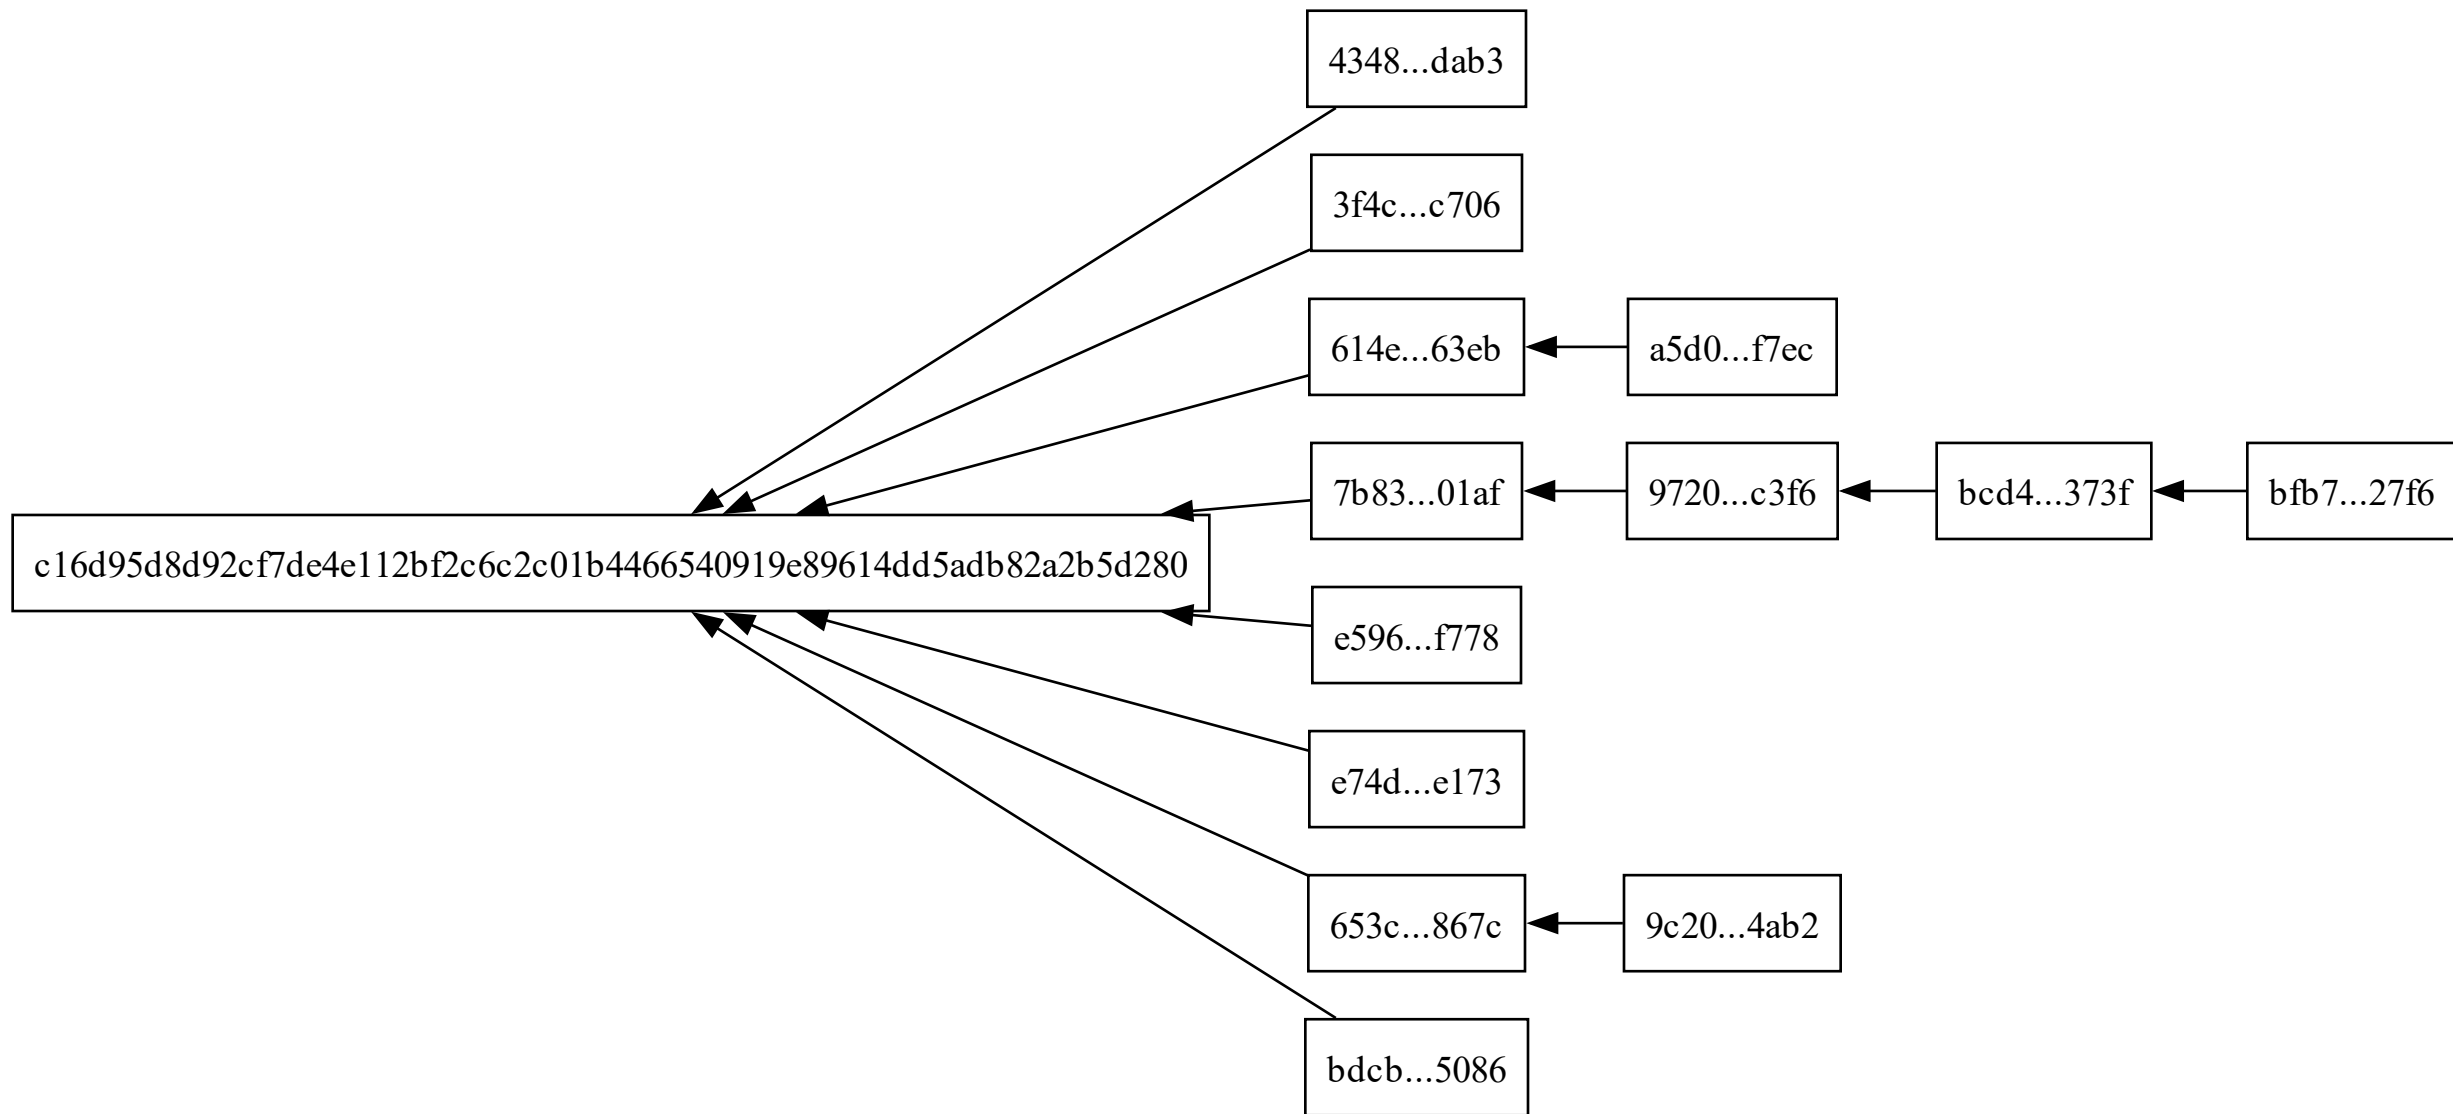 4348...dab3
3f4c...c706
614e...63eb
a5d0...f7ec
7b83...01af
9720...c3f6
bcd4...373f
bfb7...27f6
c16d95d8d92cf7de4e112bf2c6c2c01b4466540919e89614dd5adb82a2b5d280
e596...f778
e74d...e173
653c...867c
9c20...4ab2
bdcb...5086